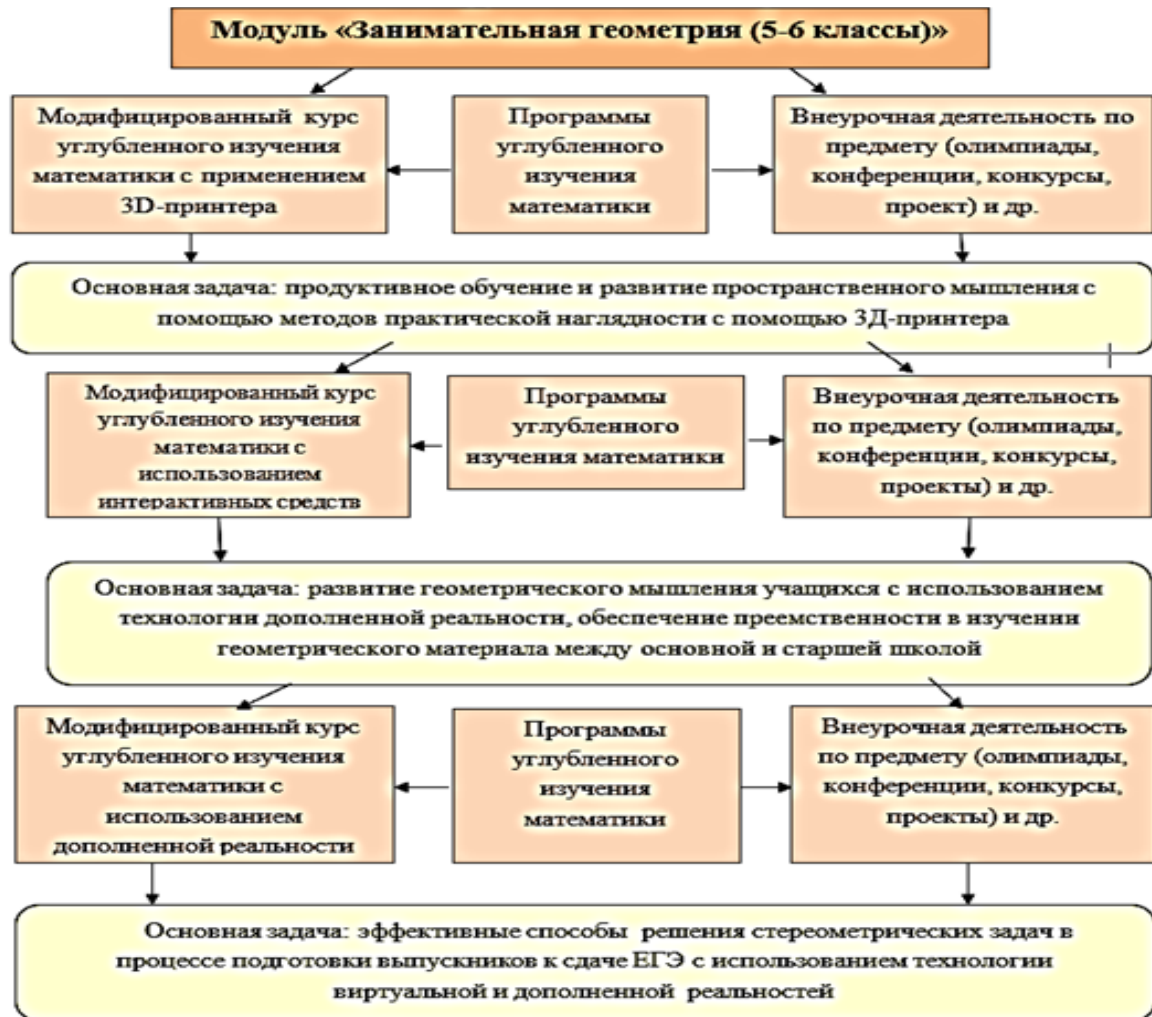 Модуль «Занимательная геометрия (5-6 классы)»
Модифицированный курс
углубленного изучения
математики с применением
3D-принтера
Программы
углубленного
изучения
математики
Внеурочная деятельность по
предмету (олимпиады,
конференции, конкурсы,
проект) и др.
Основная задача: продуктивное обучение и развитие пространственного мышления с
помощью методов практической наглядности с помощью 3Д-принтера
Модифицированный курс
углубленного изучения
математики с
использованием
интерактивных средств
Программы
углубленного
изучения математики
Внеурочная деятельность
по предмету (олимпиады,
конференции, конкурсы,
проекты) и др.
Основная задача: развитие геометрического мышления учащихся с использованием
технологии дополненной реальности, обеспечение преемственности в изучении
геометрического материала между основной и старшей школой
Модифицированный курс
углубленного изучения
математики с
использованием
дополненной реальности
Программы
углубленного
изучения
математики
Внеурочная деятельность
по предмету (олимпиады,
конференции, конкурсы,
проекты) и др.
Основная задача: эффективные способы решения стереометрических задач в
процессе подготовки выпускников к сдаче ЕГЭ с использованием технологии
виртуальной и дополненной реальностей